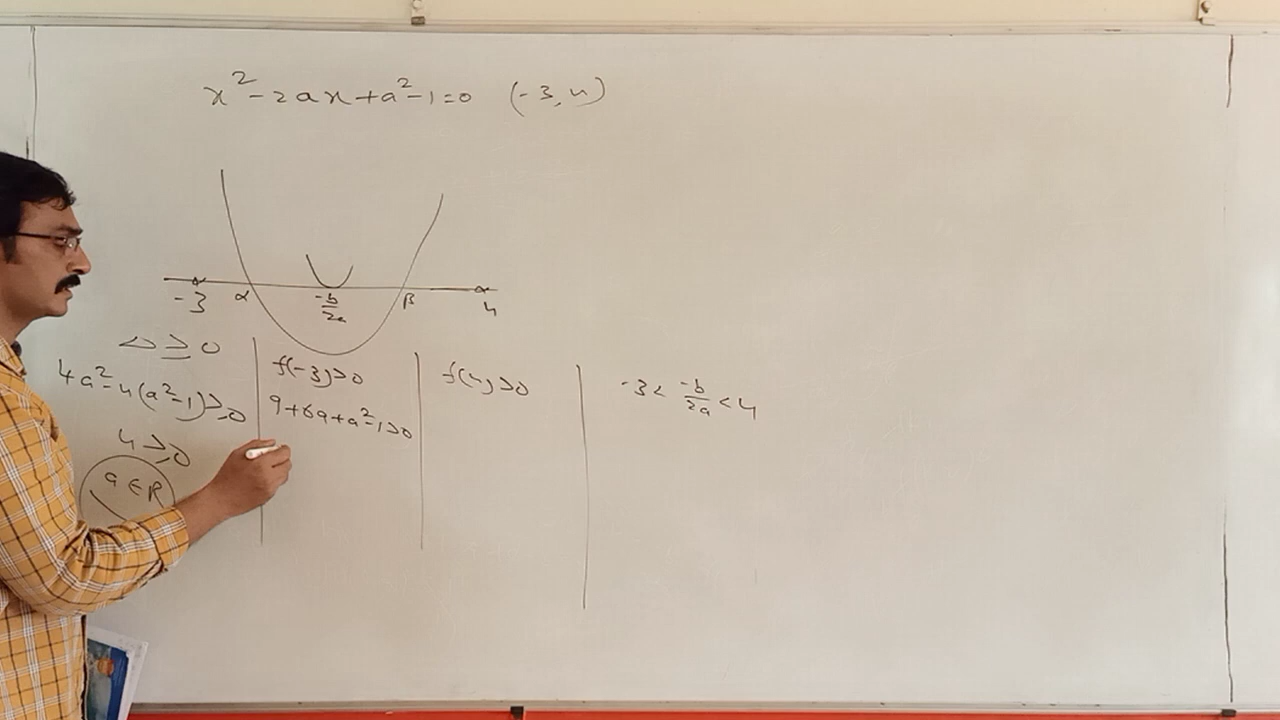 x²-2ax+a²-1=0 (-3,4)
-3 α -b/2a β 4
△≥0
4a²-4(a²-1)≥0
4≥0
a∈R
f(-3)>0
9+6a+a²-1>0
f(4)>0
-3< -b/2a <4